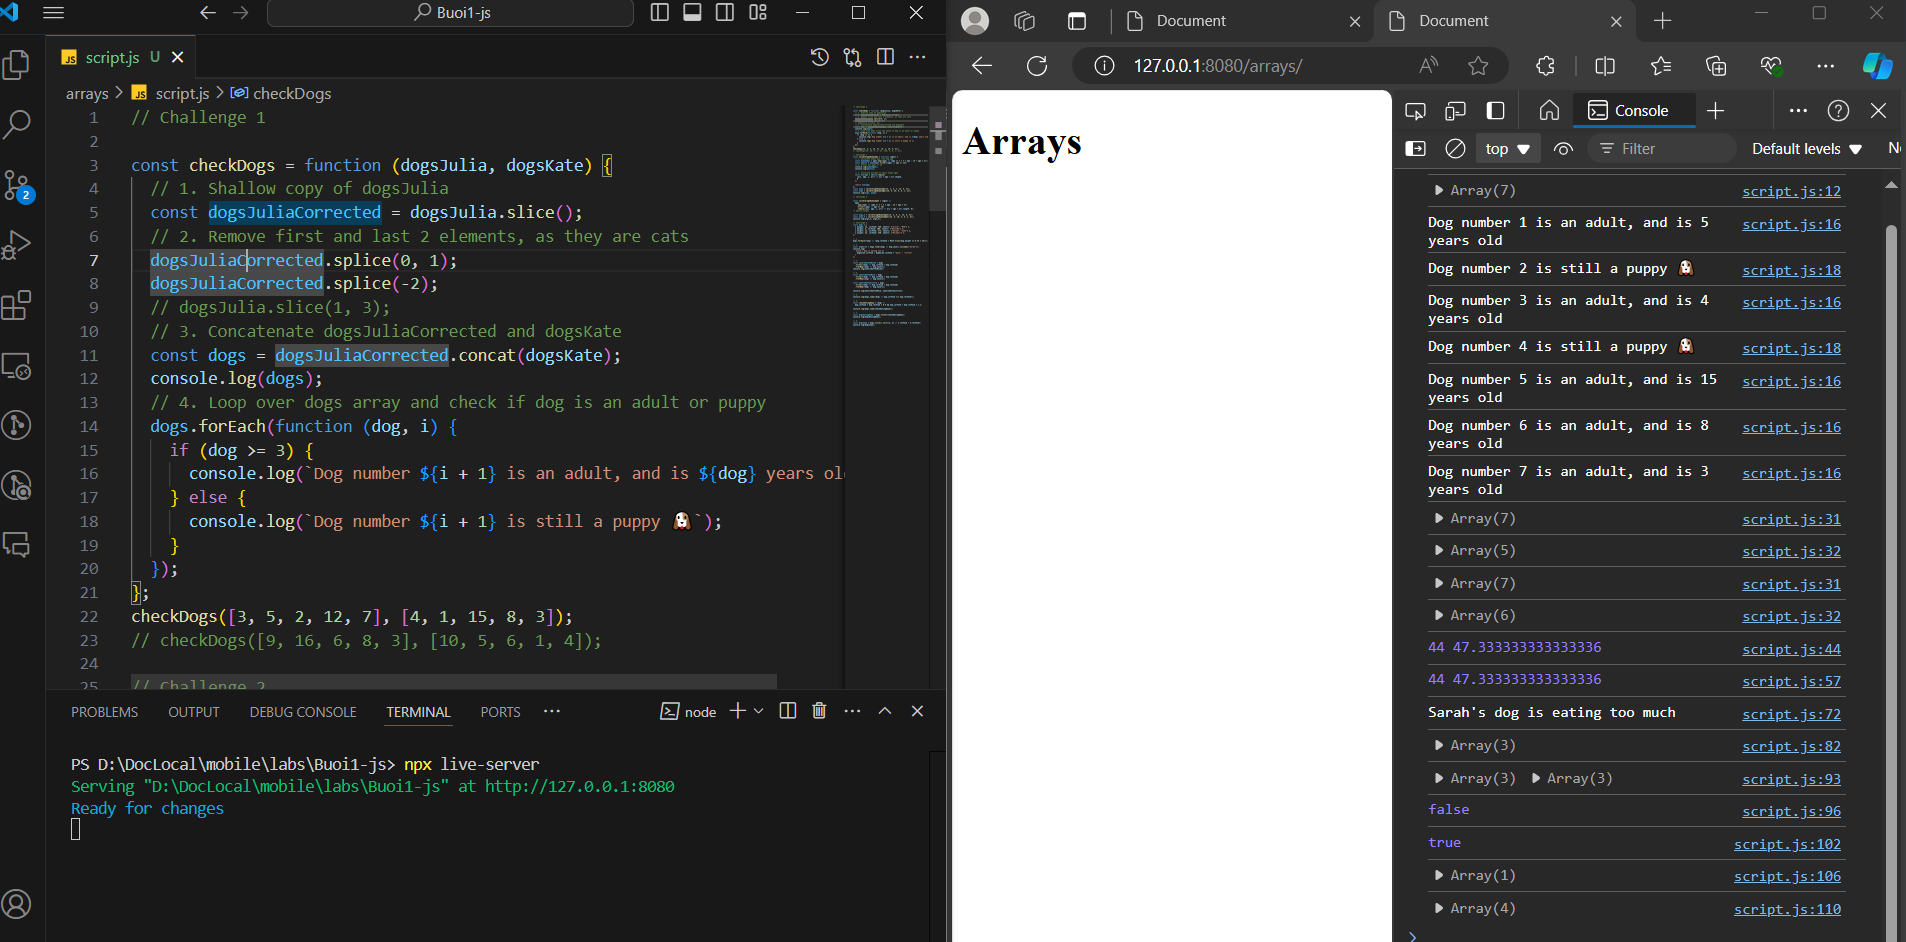 Buoi1-js
script.js U
arrays > script.js > checkDogs
1 // Challenge 1
2
3 const checkDogs = function (dogsJulia, dogsKate) {
4 // 1. Shallow copy of dogsJulia
5 const dogsJuliaCorrected = dogsJulia.slice();
6 // 2. Remove first and last 2 elements, as they are cats
7 dogsJuliaCorrected.splice(0, 1);
8 dogsJuliaCorrected.splice(-2);
9 // dogsJulia.slice(1, 3);
10 // 3. Concatenate dogsJuliaCorrected and dogsKate
11 const dogs = dogsJuliaCorrected.concat(dogsKate);
12 console.log(dogs);
13 // 4. Loop over dogs array and check if dog is an adult or puppy
14 dogs.forEach(function (dog, i) {
15 if (dog >= 3) {
16 console.log(`Dog number ${i + 1} is an adult, and is ${dog} years ol
17 } else {
18 console.log(`Dog number ${i + 1} is still a puppy 🐶`);
19 }
20 });
21 };
22 checkDogs([3, 5, 2, 12, 7], [4, 1, 15, 8, 3]);
23 // checkDogs([9, 16, 6, 8, 3], [10, 5, 6, 1, 4]);
24
25 // Challenge 2
2
PROBLEMS OUTPUT DEBUG CONSOLE TERMINAL PORTS ... node
PS D:\DocLocal\mobile\labs\Buoi1-js> npx live-server
Serving "D:\DocLocal\mobile\labs\Buoi1-js" at http://127.0.0.1:8080
Ready for changes
Document
Document
127.0.0.1:8080/arrays/
Arrays
Console
top Filter Default levels
Array(7) script.js:12
Dog number 1 is an adult, and is 5 script.js:16
years old
Dog number 2 is still a puppy 🐶 script.js:18
Dog number 3 is an adult, and is 4 script.js:16
years old
Dog number 4 is still a puppy 🐶 script.js:18
Dog number 5 is an adult, and is 15 script.js:16
years old
Dog number 6 is an adult, and is 8 script.js:16
years old
Dog number 7 is an adult, and is 3 script.js:16
years old
Array(7) script.js:31
Array(5) script.js:32
Array(7) script.js:31
Array(6) script.js:32
44 47.333333333333336 script.js:44
44 47.333333333333336 script.js:57
Sarah's dog is eating too much script.js:72
Array(3) script.js:82
Array(3) Array(3) script.js:93
false script.js:96
true script.js:102
Array(1) script.js:106
Array(4) script.js:110